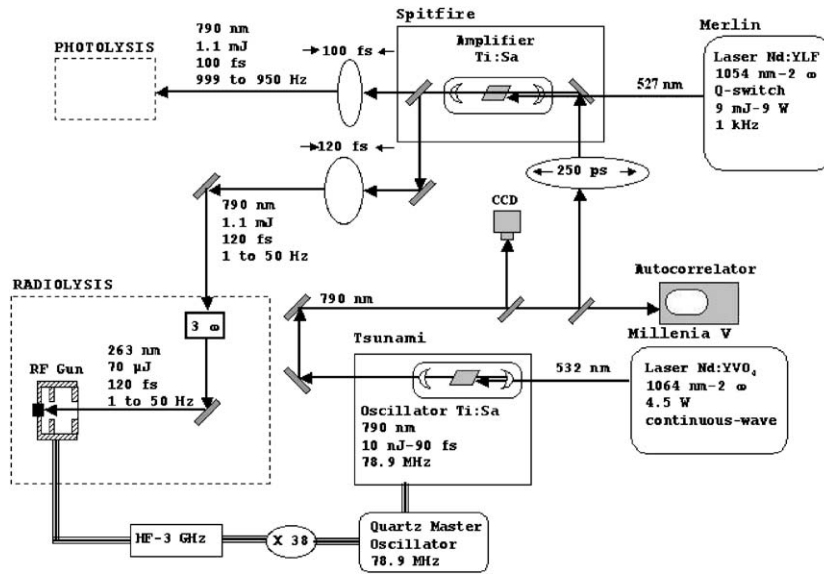 Spitfire
Merlin
PHOTOLYSIS
790 nm
1.1 mJ
100 fs
999 to 950 Hz
100 fs
Amplifier
Ti:Sa
527nm
Laser Nd:YLF
1054 nm-2 ω
Q-switch
9 mJ-9 W
1 kHz
120 fs
250 ps
790 nm
1.1 mJ
120 fs
1 to 50 Hz
CCD
Autocorrelator
RADIOLYSIS
790 nm
3 ω
Millenia V
Tsunami
RF Gun
263 nm
70 µJ
120 fs
1 to 50 Hz
532 nm
Laser Nd:YVO4
1064 nm-2 ω
4.5 W
continuous-wave
Oscillator Ti:Sa
790 nm
10 nJ-90 fs
78.9 MHz
HF-3 GHz
X 38
Quartz Master
Oscillator
78.9 MHz